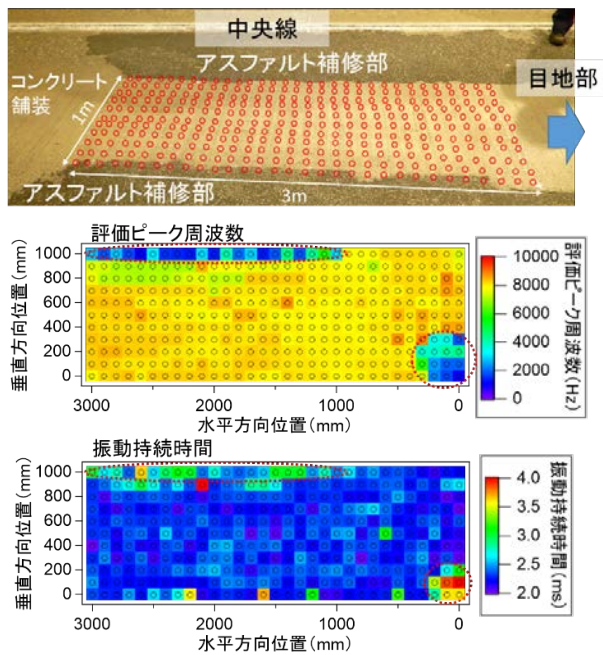 中央線
アスファルト補修部
目地部
コンクリート
舗装
1m
アスファルト補修部
3m
評価ピーク周波数
垂直方向位置(mm)
1000
800
600
400
200
0
3000
2000
1000
0
水平方向位置(mm)
10000
8000
6000
4000
2000
0
評価ピーク周波数(Hz)
振動持続時間
垂直方向位置(mm)
1000
800
600
400
200
0
3000
2000
1000
0
水平方向位置(mm)
4.0
3.5
3.0
2.5
2.0
振動持続時間(ms)